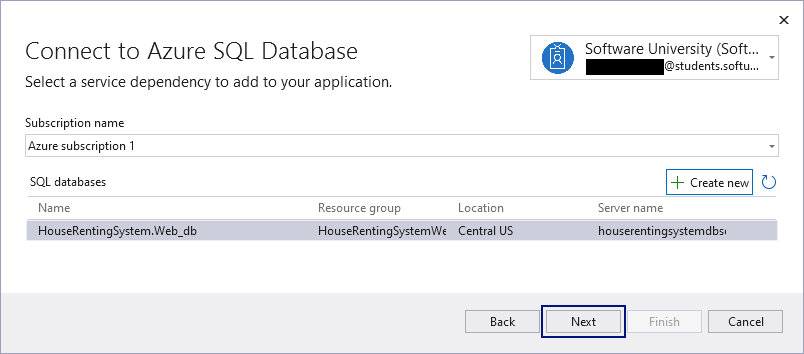 Connect to Azure SQL Database
Select a service dependency to add to your application.
Software University (Soft...
@students.softu...
Subscription name
Azure subscription 1
SQL databases
Create new
Name Resource group Location Server name
HouseRentingSystem.Web_db HouseRentingSystemWe Central US houserentingsystemdbse
Back Next Finish Cancel